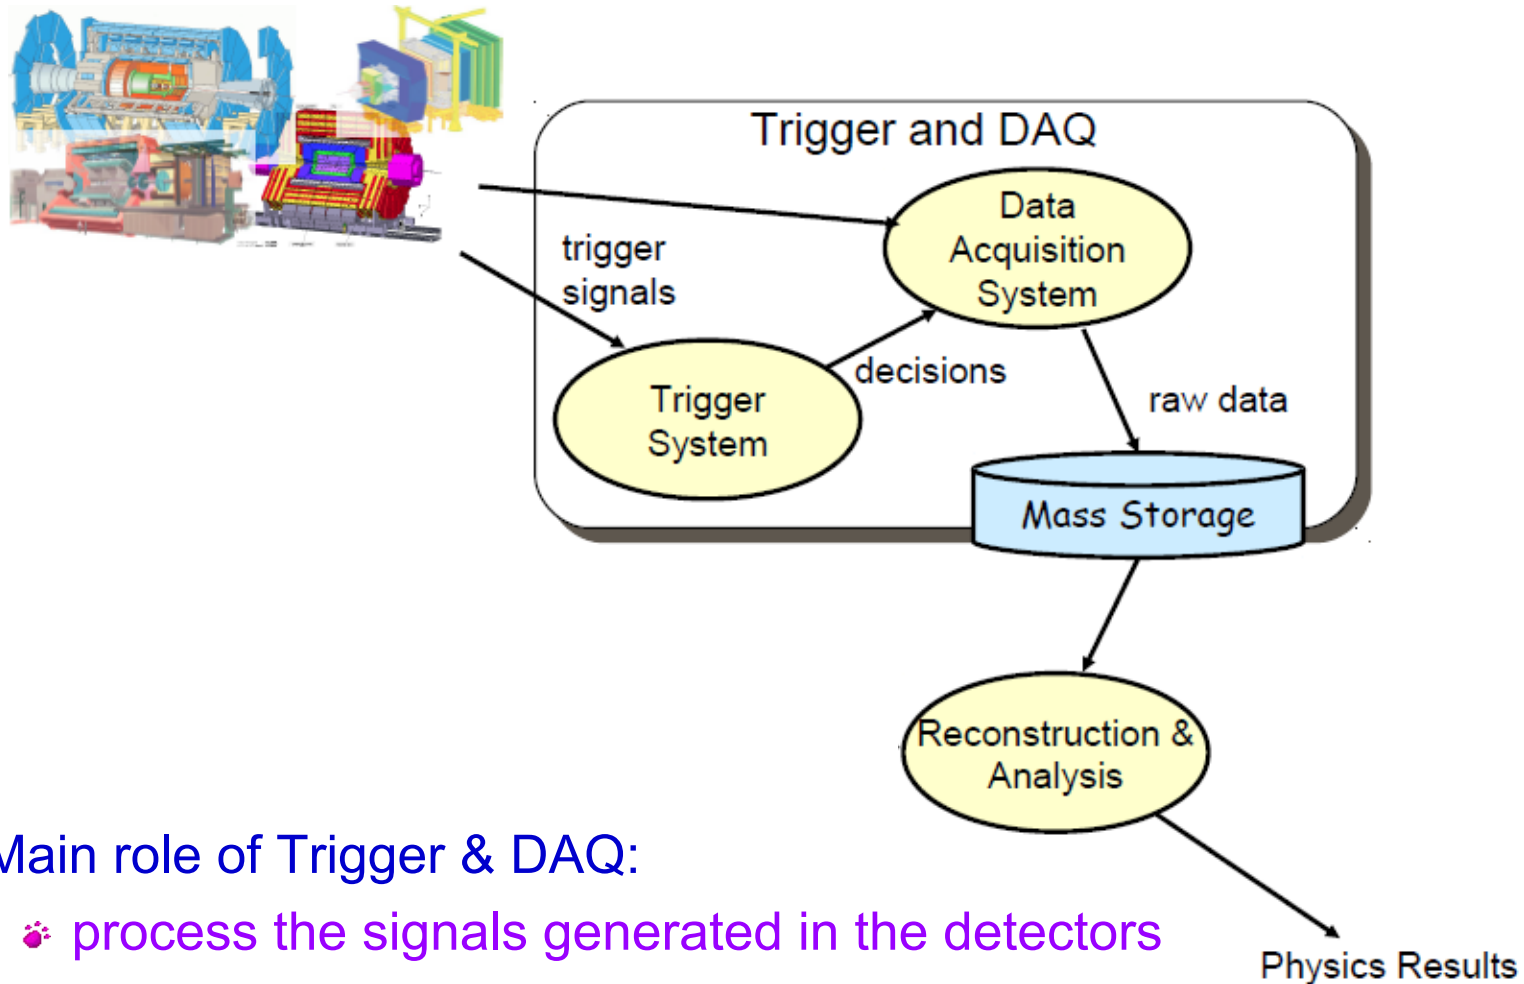 Trigger and DAQ
Data
Acquisition
System
trigger
signals
decisions
Trigger
System
raw data
Mass Storage
Reconstruction &
Analysis
Main role of Trigger & DAQ:
process the signals generated in the detectors
Physics Results